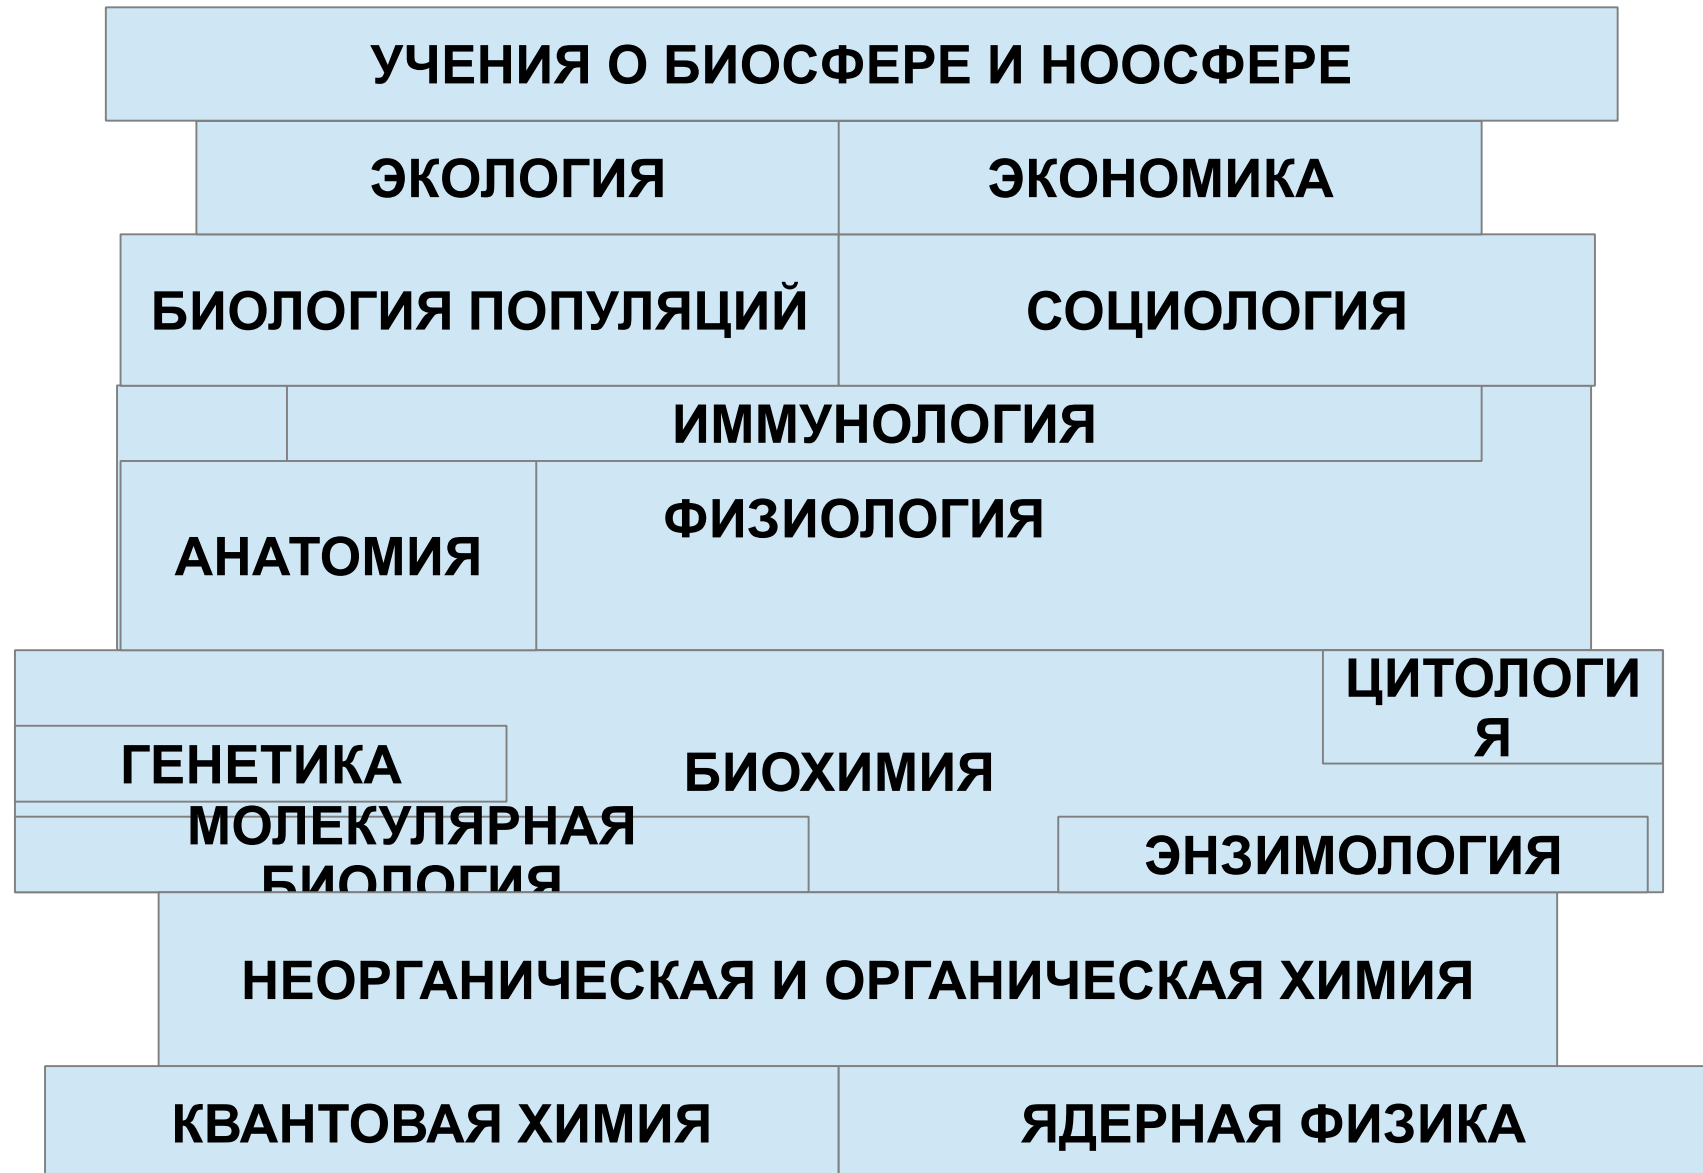 УЧЕНИЯ О БИОСФЕРЕ И НООСФЕРЕ
ЭКОЛОГИЯ
ЭКОНОМИКА
БИОЛОГИЯ ПОПУЛЯЦИЙ
СОЦИОЛОГИЯ
ИММУНОЛОГИЯ
АНАТОМИЯ
ФИЗИОЛОГИЯ
ЦИТОЛОГИ
Я
ГЕНЕТИКА
БИОХИМИЯ
МОЛЕКУЛЯРНАЯ
БИОЛОГИЯ
ЭНЗИМОЛОГИЯ
НЕОРГАНИЧЕСКАЯ И ОРГАНИЧЕСКАЯ ХИМИЯ
КВАНТОВАЯ ХИМИЯ
ЯДЕРНАЯ ФИЗИКА